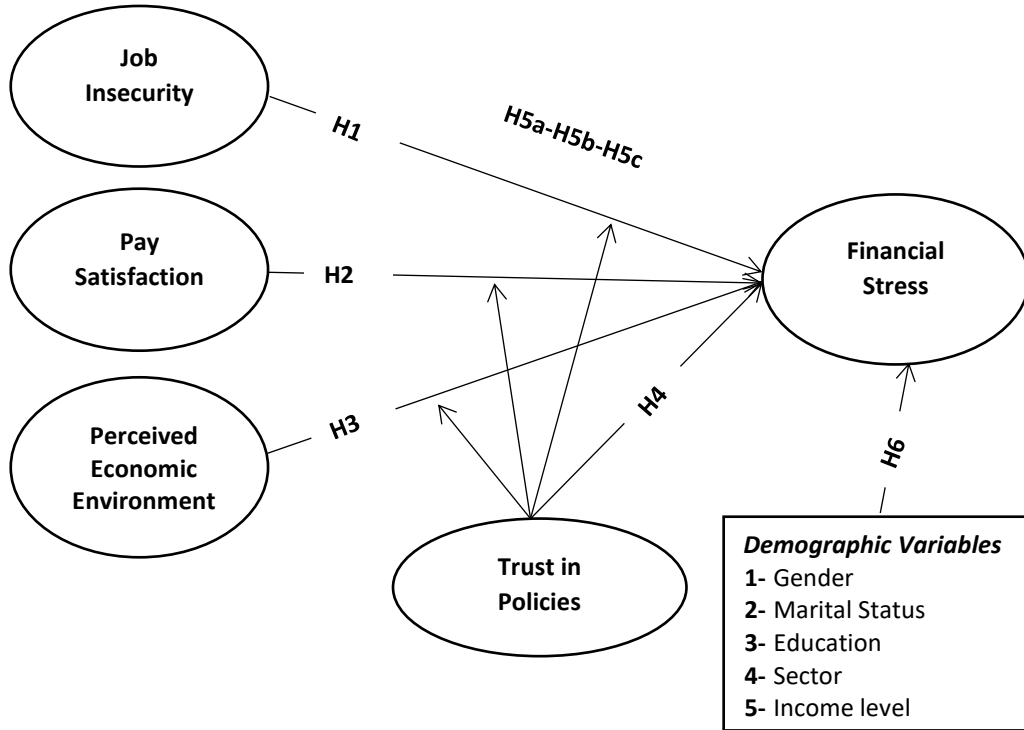 Job
Insecurity
H1
H5a-H5b-H5c
Pay
Satisfaction
H2
Financial
Stress
Perceived
Economic
Environment
H3
H4
H6
Trust in
Policies
Demographic Variables
1- Gender
2- Marital Status
3- Education
4- Sector
5- Income level